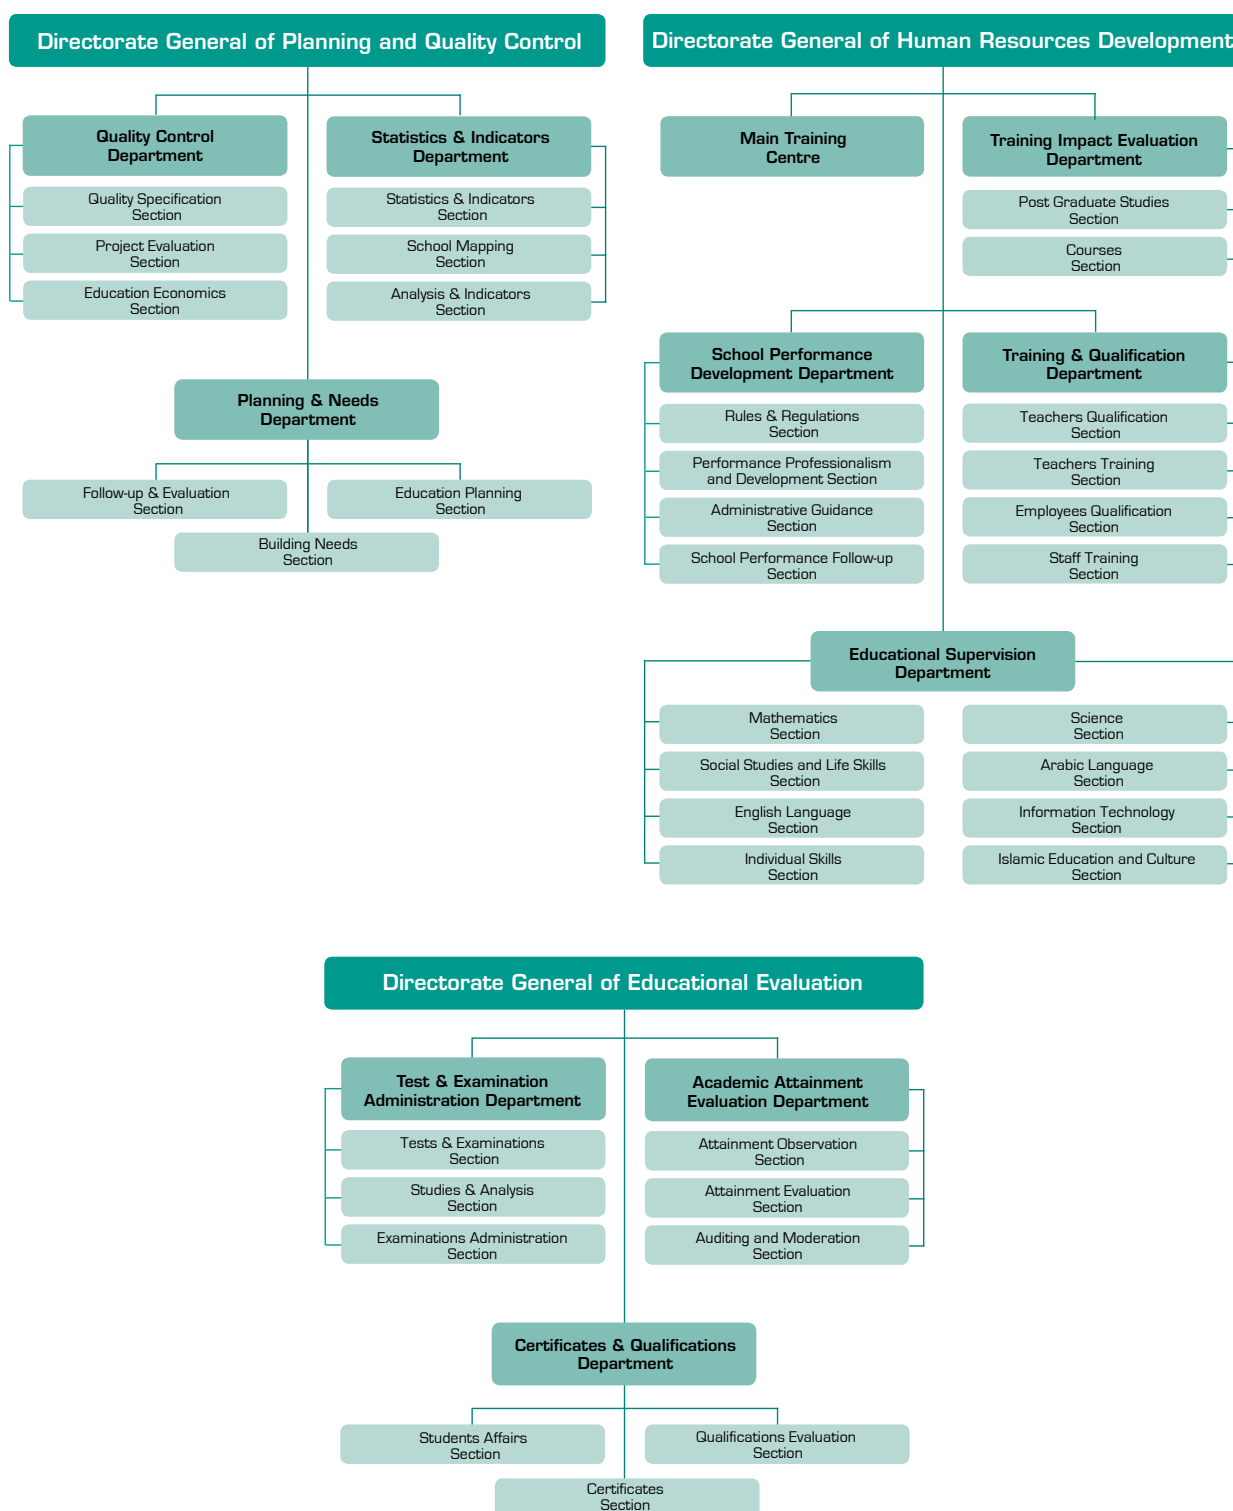 Directorate General of Planning and Quality Control
Quality Control
Department
Quality Specification
Section
Project Evaluation
Section
Education Economics
Section
Statistics & Indicators
Department
Statistics & Indicators
Section
School Mapping
Section
Analysis & Indicators
Section
Planning & Needs
Department
Follow-up & Evaluation
Section
Education Planning
Section
Building Needs
Section
Directorate General of Human Resources Development
Main Training
Centre
Training Impact Evaluation
Department
Post Graduate Studies
Section
Courses
Section
School Performance
Development Department
Rules & Regulations
Section
Performance Professionalism
and Development Section
Administrative Guidance
Section
School Performance Follow-up
Section
Training & Qualification
Department
Teachers Qualification
Section
Teachers Training
Section
Employees Qualification
Section
Staff Training
Section
Educational Supervision
Department
Mathematics
Section
Social Studies and Life Skills
Section
English Language
Section
Individual Skills
Section
Science
Section
Arabic Language
Section
Information Technology
Section
Islamic Education and Culture
Section
Directorate General of Educational Evaluation
Test & Examination
Administration Department
Tests & Examinations
Section
Studies & Analysis
Section
Examinations Administration
Section
Academic Attainment
Evaluation Department
Attainment Observation
Section
Attainment Evaluation
Section
Auditing and Moderation
Section
Certificates & Qualifications
Department
Students Affairs
Section
Qualifications Evaluation
Section
Certificates
Section